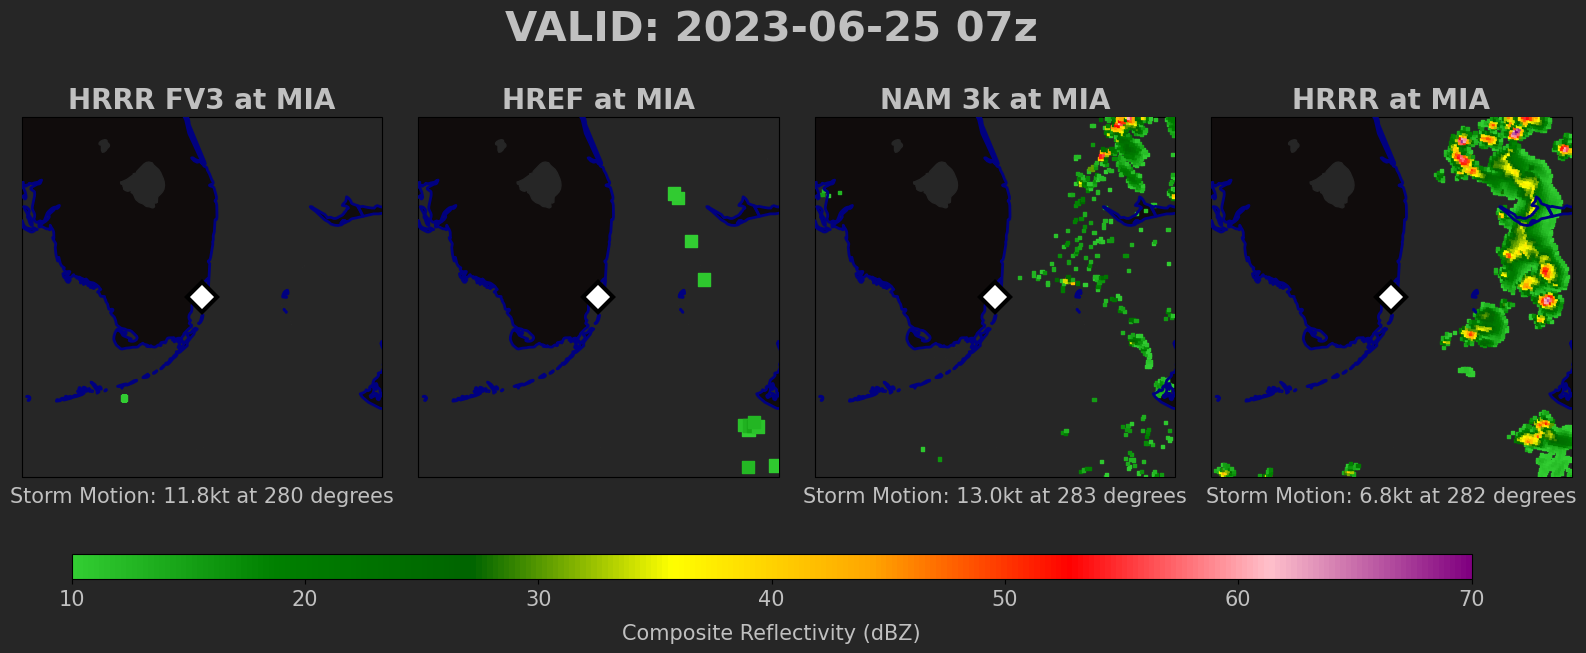 VALID: 2023-06-25 07z
HRRR FV3 at MIA
HREF at MIA
NAM 3k at MIA
HRRR at MIA
Storm Motion: 11.8kt at 280 degrees
Storm Motion: 13.0kt at 283 degrees
Storm Motion: 6.8kt at 282 degrees
10 20 30 40 50 60 70
Composite Reflectivity (dBZ)